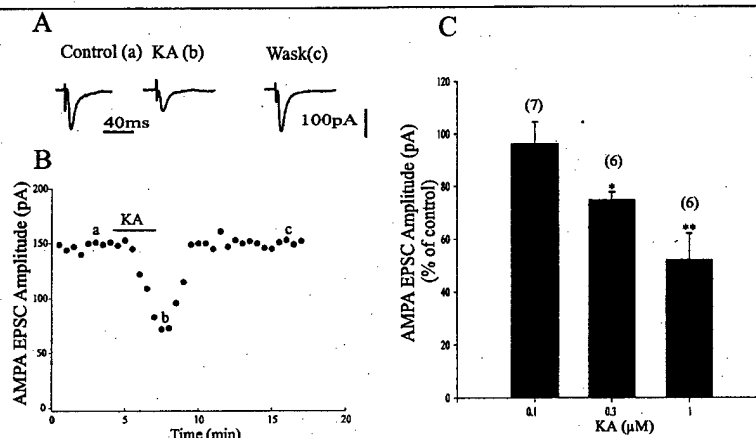 A
Control (a) KA (b) Wask(c)
40ms
100pA
B
AMPA EPSC Amplitude (pA)
200
150
100
50
0
a
KA
b
c
0 5 10 15 20
Time (min)
C
AMPA EPSC Amplitude (pA)
(% of control)
120
100
80
60
40
20
0
(7)
(6)
*
(6)
**
0.1 0.3 1
KA (µM)